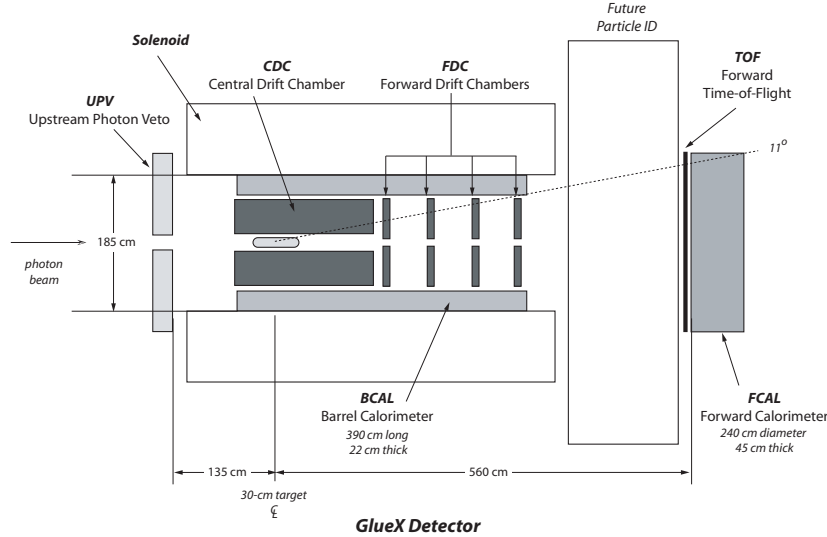 Future
Particle ID
Solenoid
CDC
Central Drift Chamber
FDC
Forward Drift Chambers
TOF
Forward
Time-of-Flight
UPV
Upstream Photon Veto
11°
185 cm
photon
beam
BCAL
Barrel Calorimeter
390 cm long
22 cm thick
FCAL
Forward Calorimeter
240 cm diameter
45 cm thick
135 cm
560 cm
30-cm target
℄
GlueX Detector